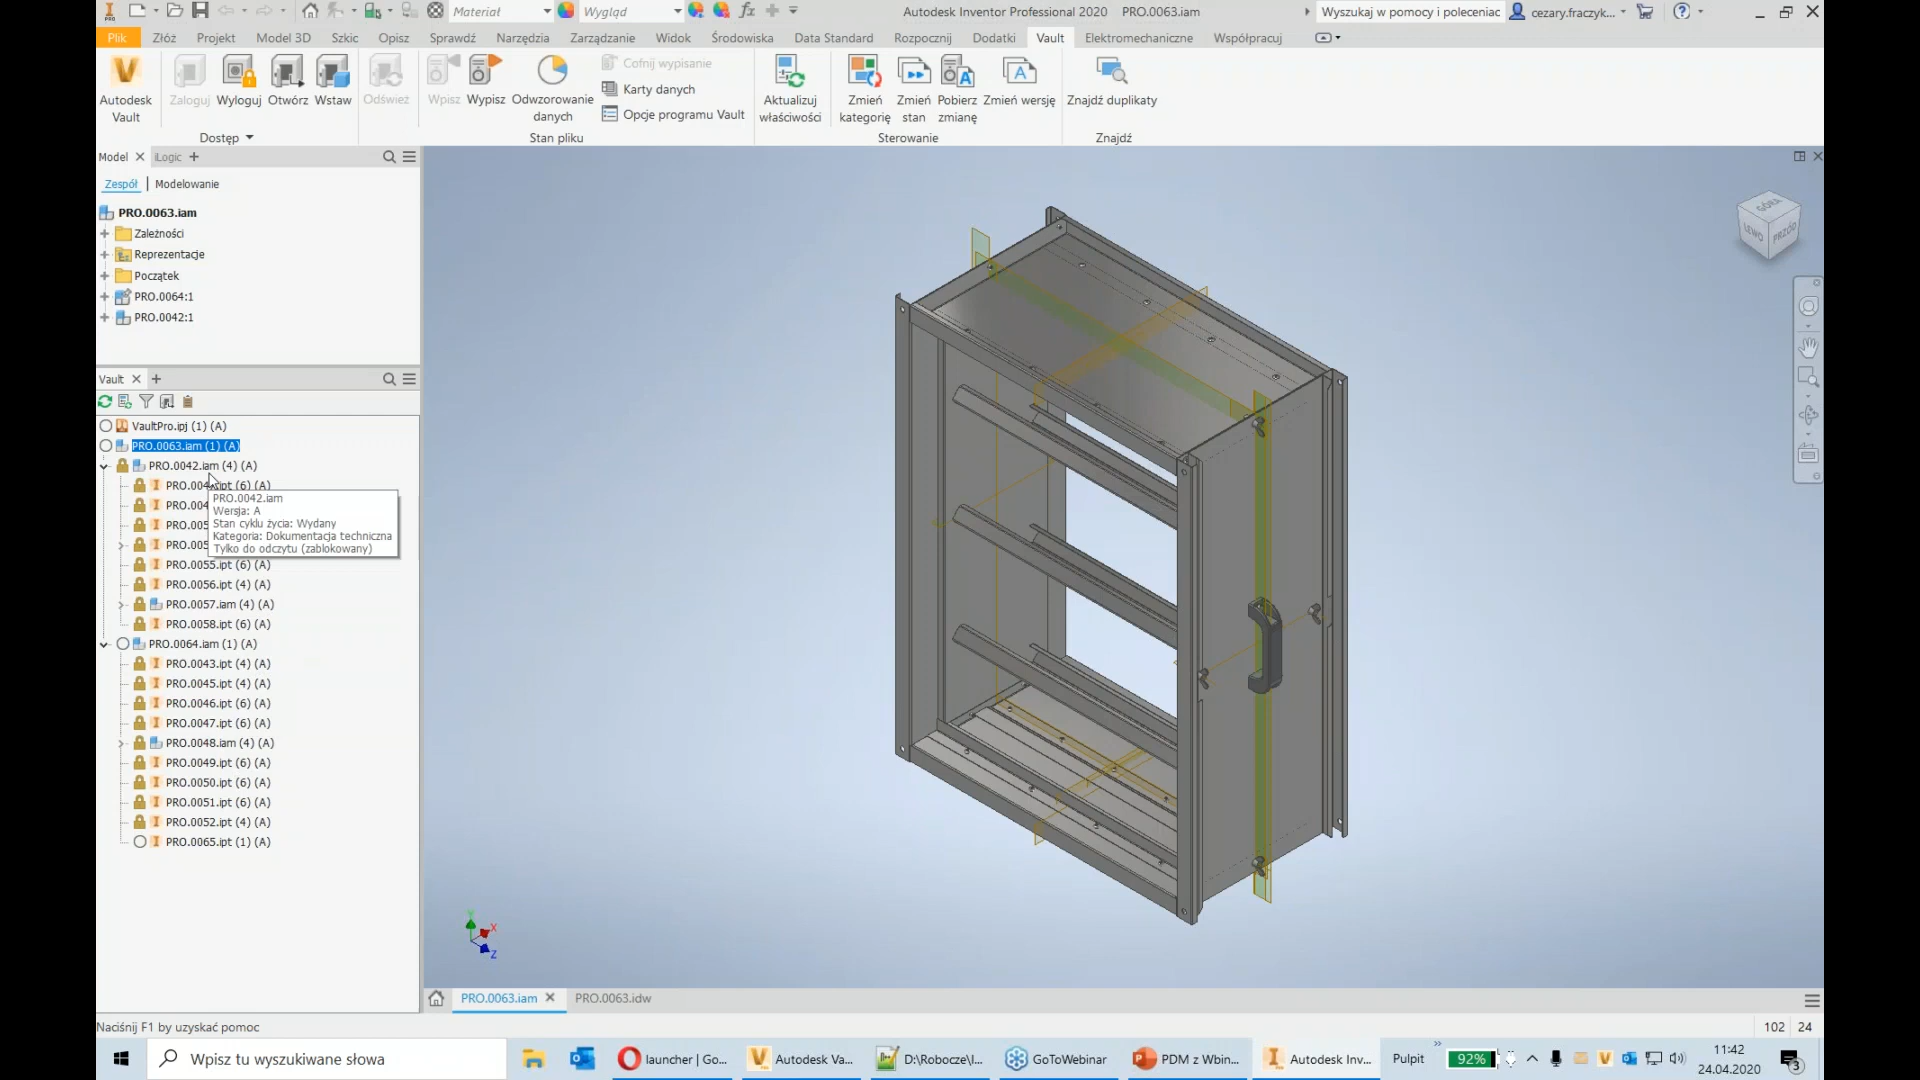 Materiał
Wygląd
Autodesk Inventor Professional 2020 PRO.0063.iam
Wyszukaj w pomocy i poleceniac
cezary.fraczyk...
Plik Złóż Projekt Model 3D Szkic Opisz Sprawdź Narzędzia Zarządzanie Widok Środowiska Data Standard Rozpocznij Dodatki Vault Elektromechaniczne Współpracuj
Autodesk Vault
Zaloguj Wyloguj Otwórz Wstaw
Odśwież
Wpisz Wypisz Odwzorowanie danych
Cofnij wypisanie
Karty danych
Opcje programu Vault
Aktualizuj właściwości
Zmień kategorię
Zmień stan
Pobierz zmianę
Zmień wersję
Znajdź duplikaty
Dostęp
Stan pliku
Sterowanie
Znajdź
Model
iLogic
Zespół | Modelowanie
PRO.0063.iam
Zależności
Reprezentacje
Początek
PRO.0064:1
PRO.0042:1
Vault
VaultPro.ipj (1) (A)
PRO.0063.iam (1) (A)
PRO.0042.iam (4) (A)
PRO.0042.iam
Wersja: A
Stan cyklu życia: Wydany
Kategoria: Dokumentacja techniczna
Tylko do odczytu (zablokowany)
PRO.0055.ipt (6) (A)
PRO.0056.ipt (4) (A)
PRO.0057.iam (4) (A)
PRO.0058.ipt (6) (A)
PRO.0064.iam (1) (A)
PRO.0043.ipt (4) (A)
PRO.0045.ipt (4) (A)
PRO.0046.ipt (6) (A)
PRO.0047.ipt (6) (A)
PRO.0048.iam (4) (A)
PRO.0049.ipt (6) (A)
PRO.0050.ipt (6) (A)
PRO.0051.ipt (6) (A)
PRO.0052.ipt (4) (A)
PRO.0065.ipt (1) (A)
GÓRA
LEWO
PRZÓD
Y
X
Z
PRO.0063.iam
PRO.0063.idw
Naciśnij F1 by uzyskać pomoc
102 24
Wpisz tu wyszukiwane słowa
launcher | Go...
Autodesk Va...
D:\Robocze\I...
GoToWebinar
PDM z Wbin...
Autodesk Inv...
Pulpit
92%
11:42
24.04.2020
3